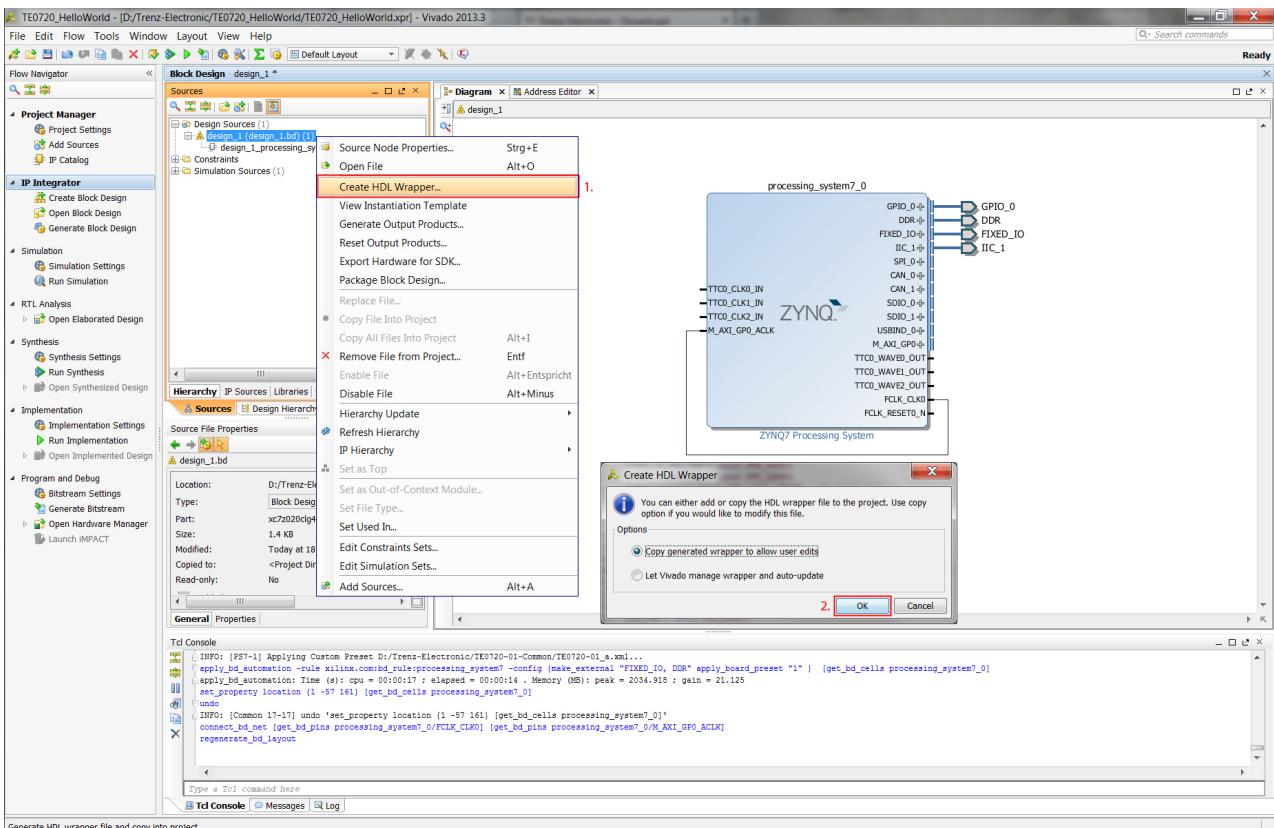 TE0720_HelloWorld - [D:/Trenz-Electronic/TE0720_HelloWorld/TE0720_HelloWorld.xpr] - Vivado 2013.3
File Edit Flow Tools Window Layout View Help
Search commands
Default Layout
Ready
Flow Navigator
Project Manager
Project Settings
Add Sources
IP Catalog
IP Integrator
Create Block Design
Open Block Design
Generate Block Design
Simulation
Simulation Settings
Run Simulation
RTL Analysis
Open Elaborated Design
Synthesis
Synthesis Settings
Run Synthesis
Open Synthesized Design
Implementation
Implementation Settings
Run Implementation
Open Implemented Design
Program and Debug
Bitstream Settings
Generate Bitstream
Open Hardware Manager
Launch iMPACT
Block Design - design_1 *
Sources
Design Sources (1)
design_1 (design_1.bd) (1)
design_1_processing_sy
Constraints
Simulation Sources (1)
Hierarchy IP Sources Libraries
Sources Design Hierarchy
Source File Properties
design_1.bd
Location: D:/Trenz-El
Type: Block Desig
Part: xc7z020clg4
Size: 1.4 KB
Modified: Today at 18
Copied to: <Project Dir
Read-only: No
General Properties
Source Node Properties... Strg+E
Open File Alt+O
Create HDL Wrapper...
1.
View Instantiation Template
Generate Output Products...
Reset Output Products...
Export Hardware for SDK...
Package Block Design...
Replace File...
Copy File Into Project
Copy All Files Into Project Alt+I
Remove File from Project... Entf
Enable File Alt+Entspricht
Disable File Alt+Minus
Hierarchy Update
Refresh Hierarchy
IP Hierarchy
Set as Top
Set as Out-of-Context Module...
Set File Type...
Set Used In...
Edit Constraints Sets...
Edit Simulation Sets...
Add Sources... Alt+A
Diagram Address Editor
design_1
processing_system7_0
GPIO_0
DDR
FIXED_IO
IIC_1
SPI_0
CAN_0
CAN_1
SDIO_0
SDIO_1
USBIND_0
M_AXI_GP0
TTC0_WAVE0_OUT
TTC0_WAVE1_OUT
TTC0_WAVE2_OUT
FCLK_CLK0
FCLK_RESET0_N
TTC0_CLK0_IN
TTC0_CLK1_IN
TTC0_CLK2_IN
M_AXI_GP0_ACLK
ZYNQ
GPIO_0
DDR
FIXED_IO
IIC_1
ZYNQ7 Processing System
Create HDL Wrapper
You can either add or copy the HDL wrapper file to the project. Use copy
option if you would like to modify this file.
Options
Copy generated wrapper to allow user edits
Let Vivado manage wrapper and auto-update
2.
OK Cancel
Tcl Console
INFO: [PS7-1] Applying Custom Preset D:/Trenz-Electronic/TE0720-01-Common/TE0720-01_a.xml...
apply_bd_automation -rule xilinx.com:bd_rule:processing_system7 -config {make_external "FIXED_IO, DDR" apply_board_preset "1" } [get_bd_cells processing_system7_0]
apply_bd_automation: Time (s): cpu = 00:00:17 ; elapsed = 00:00:14 . Memory (MB): peak = 2034.918 ; gain = 21.125
set_property location {1 -57 161} [get_bd_cells processing_system7_0]
undo
INFO: [Common 17-17] undo 'set_property location {1 -57 161} [get_bd_cells processing_system7_0]'
connect_bd_net [get_bd_pins processing_system7_0/FCLK_CLK0] [get_bd_pins processing_system7_0/M_AXI_GP0_ACLK]
regenerate_bd_layout
Type a Tcl command here
Tcl Console Messages Log
Generate HDL wrapper file and copy into project